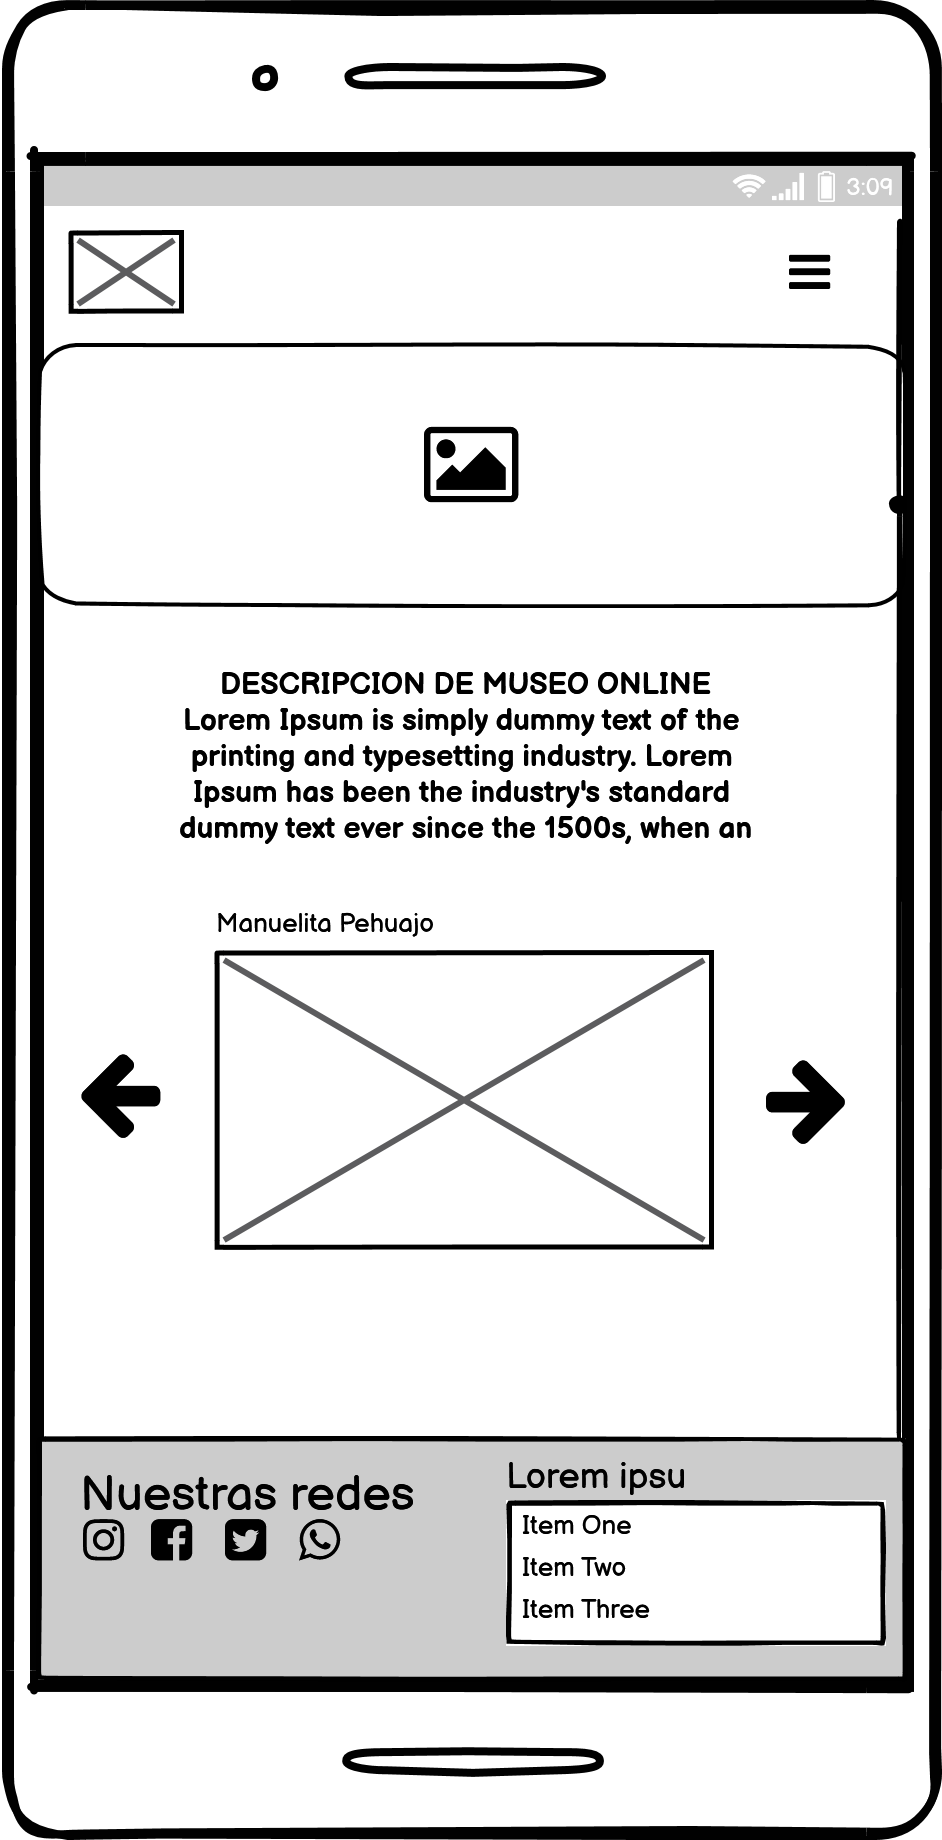 3:09
DESCRIPCION DE MUSEO ONLINE
Lorem Ipsum is simply dummy text of the
printing and typesetting industry. Lorem
Ipsum has been the industry's standard
dummy text ever since the 1500s, when an
Manuelita Pehuajo
Nuestras redes
Lorem ipsu
Item One
Item Two
Item Three